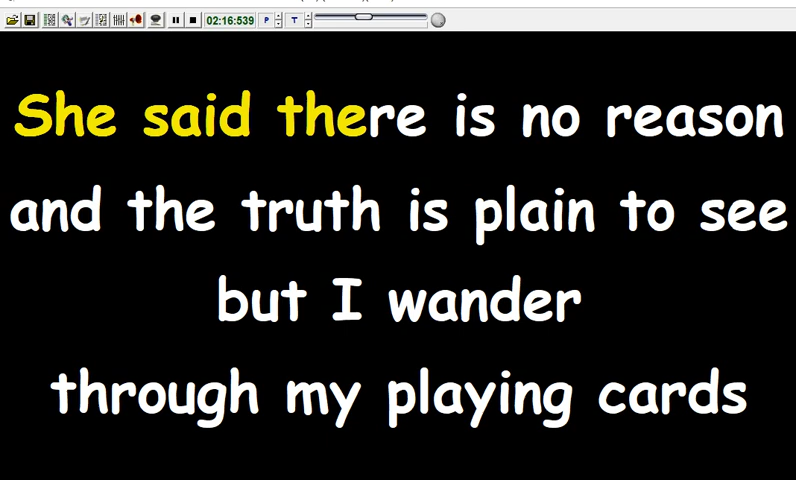 02:16:539 P T
She said there is no reason
and the truth is plain to see
but I wander
through my playing cards